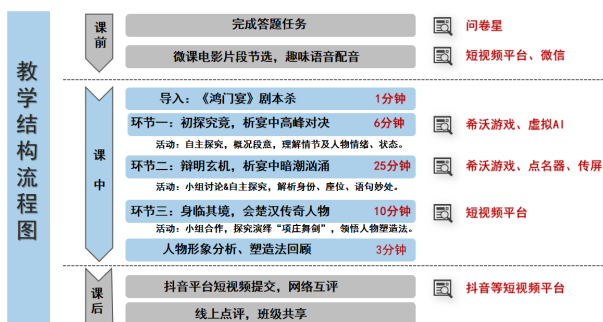 教学结构流程图
课前
完成答题任务
问卷星
微课电影片段节选，趣味语音配音
短视频平台、微信
课中
导入：《鸿门宴》剧本杀 1分钟
环节一：初探究竟，析宴中高峰对决 6分钟
希沃游戏、虚拟AI
活动：自主探究，概况段意，理解情节及人物情绪、状态。
环节二：辩明玄机，析宴中暗潮汹涌 25分钟
希沃游戏、点名器、传屏
活动：小组讨论&自主探究，解析身份、座位、语句妙处。
环节三：身临其境，会楚汉传奇人物 10分钟
短视频平台
活动：小组合作，探究演绎“项庄舞剑”，领悟人物塑造法。
人物形象分析、塑造法回顾 3分钟
课后
抖音平台短视频提交，网络互评
抖音等短视频平台
线上点评，班级共享